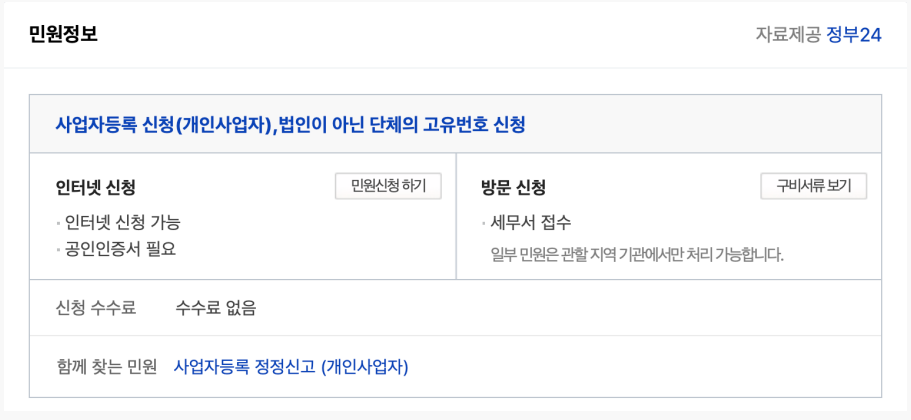 민원정보
자료제공 정부24
사업자등록 신청(개인사업자),법인이 아닌 단체의 고유번호 신청
인터넷 신청
민원신청 하기
· 인터넷 신청 가능
· 공인인증서 필요
방문 신청
구비서류 보기
· 세무서 접수
일부 민원은 관할 지역 기관에서만 처리 가능합니다.
신청 수수료 수수료 없음
함께 찾는 민원 사업자등록 정정신고 (개인사업자)